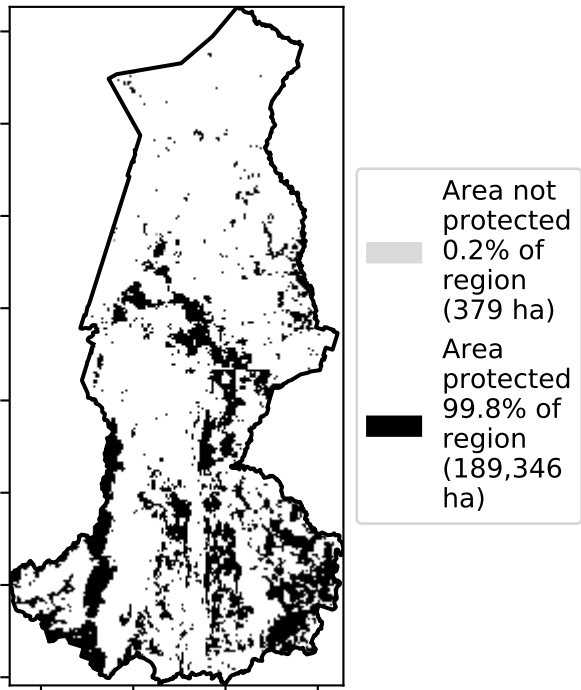 Area not
protected
0.2% of
region
(379 ha)
Area
protected
99.8% of
region
(189,346
ha)